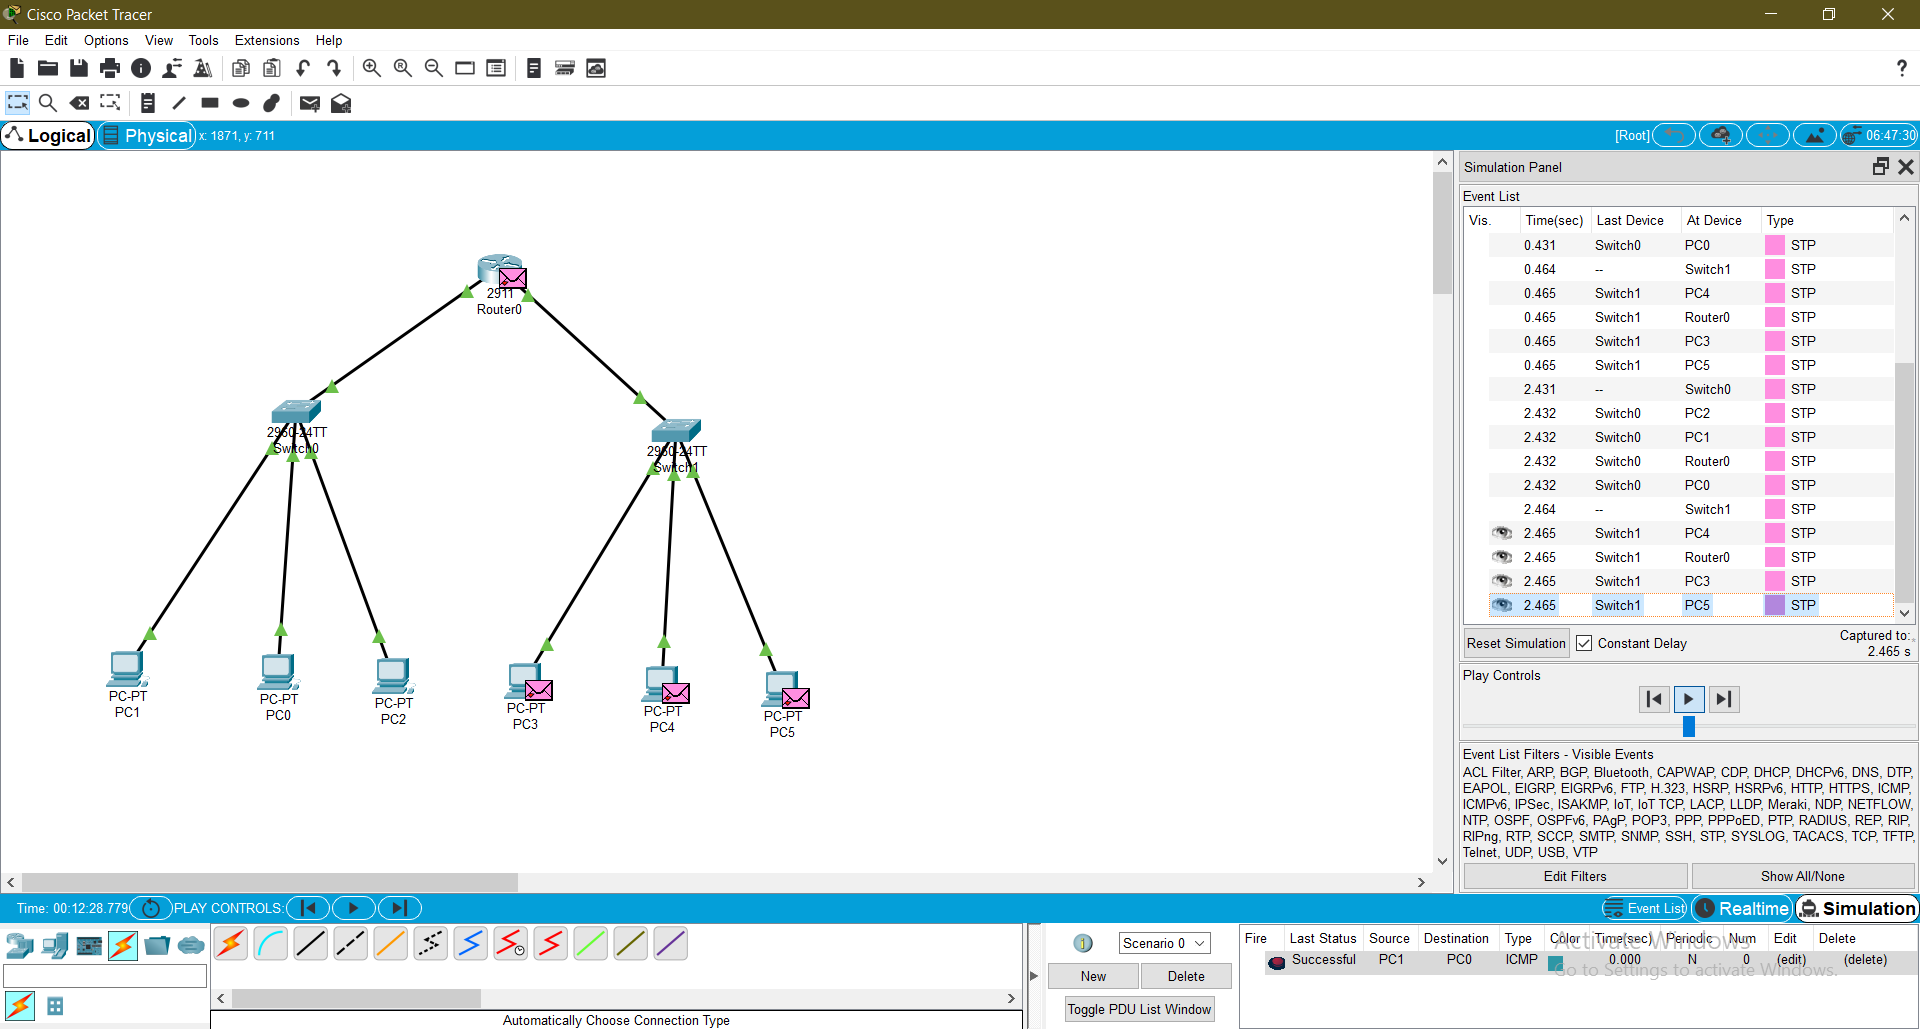 Cisco Packet Tracer
File Edit Options View Tools Extensions Help
?
Logical Physical x: 1871, y: 711 [Root] 06:47:30
2911
Router0
2960-24TT
Switch0
2960-24TT
Switch1
PC-PT
PC1
PC-PT
PC0
PC-PT
PC2
PC-PT
PC3
PC-PT
PC4
PC-PT
PC5
Simulation Panel
Event List
Vis. Time(sec) Last Device At Device Type
0.431 Switch0 PC0 STP
0.464 -- Switch1 STP
0.465 Switch1 PC4 STP
0.465 Switch1 Router0 STP
0.465 Switch1 PC3 STP
0.465 Switch1 PC5 STP
2.431 -- Switch0 STP
2.432 Switch0 PC2 STP
2.432 Switch0 PC1 STP
2.432 Switch0 Router0 STP
2.432 Switch0 PC0 STP
2.464 -- Switch1 STP
2.465 Switch1 PC4 STP
2.465 Switch1 Router0 STP
2.465 Switch1 PC3 STP
2.465 Switch1 PC5 STP
Reset Simulation Constant Delay Captured to:
2.465 s
Play Controls
Event List Filters - Visible Events
ACL Filter, ARP, BGP, Bluetooth, CAPWAP, CDP, DHCP, DHCPv6, DNS, DTP,
EAPOL, EIGRP, EIGRPv6, FTP, H.323, HSRP, HSRPv6, HTTP, HTTPS, ICMP,
ICMPv6, IPSec, ISAKMP, IoT, IoT TCP, LACP, LLDP, Meraki, NDP, NETFLOW,
NTP, OSPF, OSPFv6, PAgP, POP3, PPP, PPPoED, PTP, RADIUS, REP, RIP,
RIPng, RTP, SCCP, SMTP, SNMP, SSH, STP, SYSLOG, TACACS, TCP, TFTP,
Telnet, UDP, USB, VTP
Edit Filters Show All/None
Time: 00:12:28.779 PLAY CONTROLS: Event List Realtime Simulation
Automatically Choose Connection Type
Scenario 0
New Delete
Toggle PDU List Window
Fire Last Status Source Destination Type Color Time(sec) Periodic Num Edit Delete
Successful PC1 PC0 ICMP 0.000 N 0 (edit) (delete)
Activate Windows
Go to Settings to activate Windows.